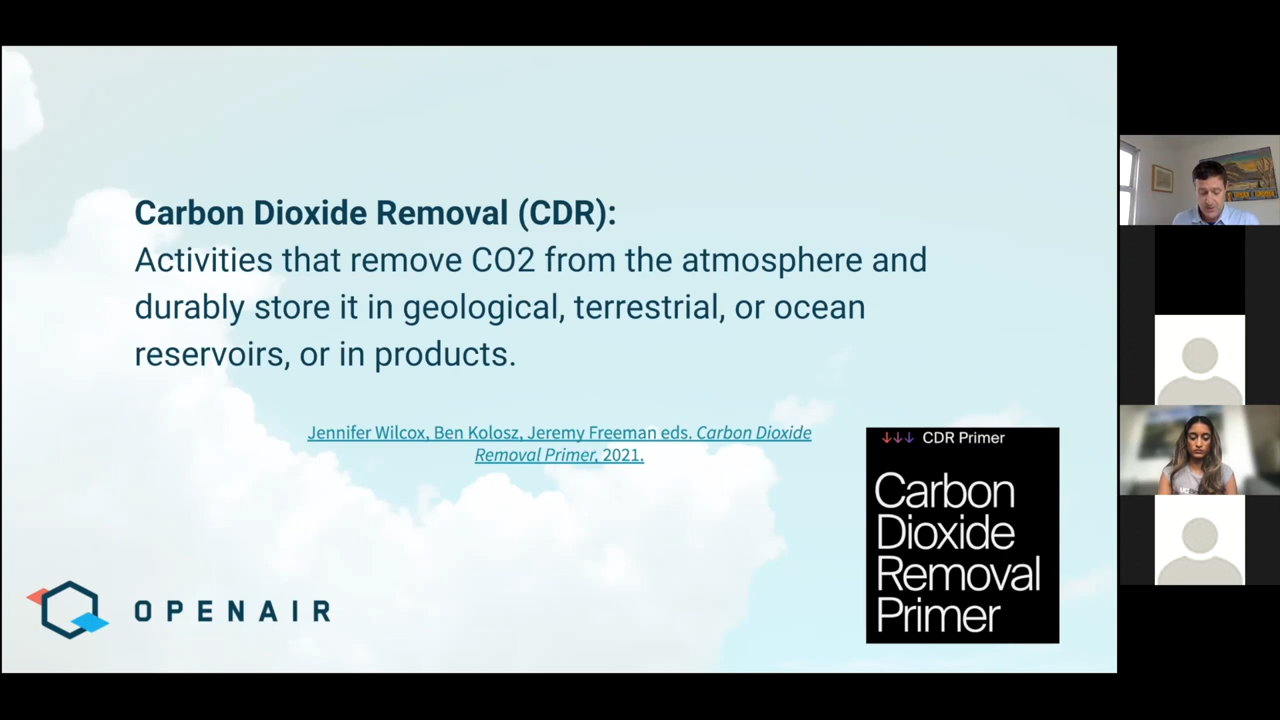 Carbon Dioxide Removal (CDR):
Activities that remove CO2 from the atmosphere and
durably store it in geological, terrestrial, or ocean
reservoirs, or in products.
Jennifer Wilcox, Ben Kolosz, Jeremy Freeman eds. Carbon Dioxide
Removal Primer, 2021.
CDR Primer
Carbon
Dioxide
Removal
Primer
OPENAIR